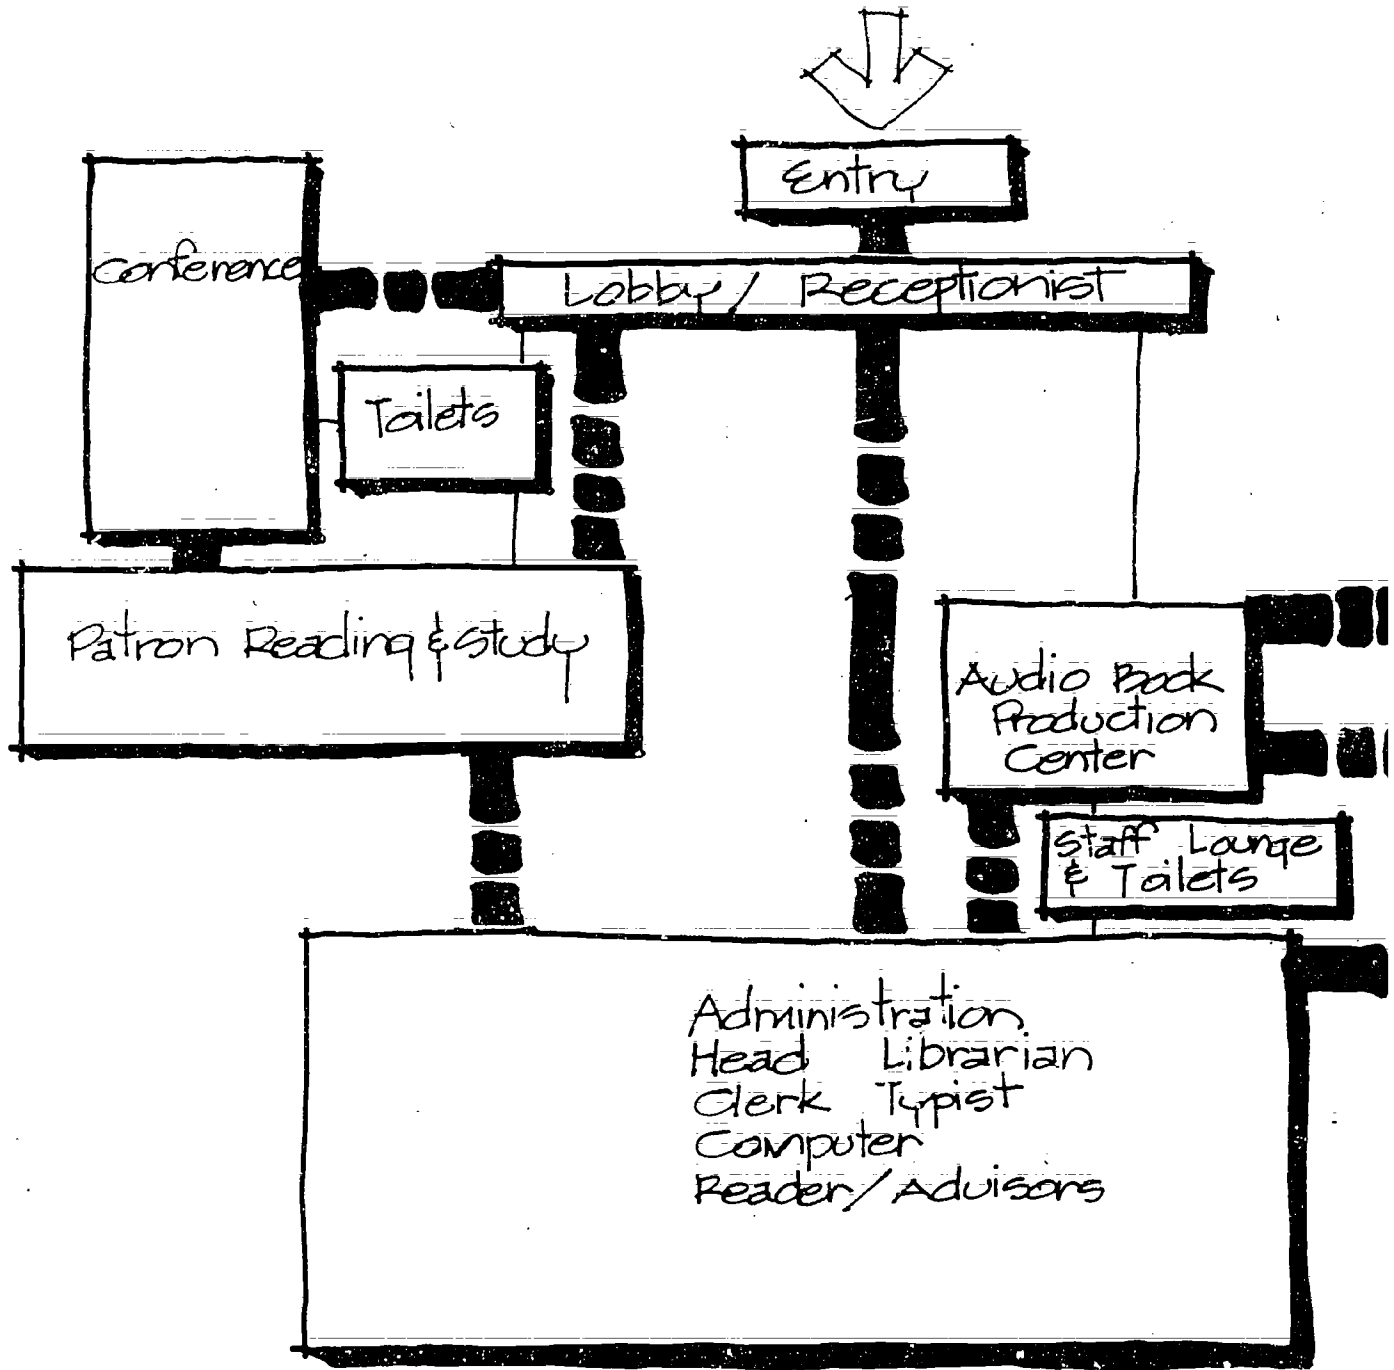 Entry
Conference
Lobby / Receptionist
Toilets
Patron Reading & Study
Audio Book
Production
Center
Staff Lounge
& Toilets
Administration
Head Librarian
Clerk Typist
Computer
Reader/Advisors